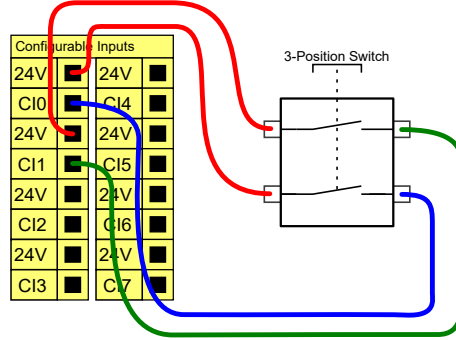 Configurable Inputs
3-Position Switch
24V 24V
CI0 CI4
24V 24V
CI1 CI5
24V 24V
CI2 CI6
24V 24V
CI3 CI7